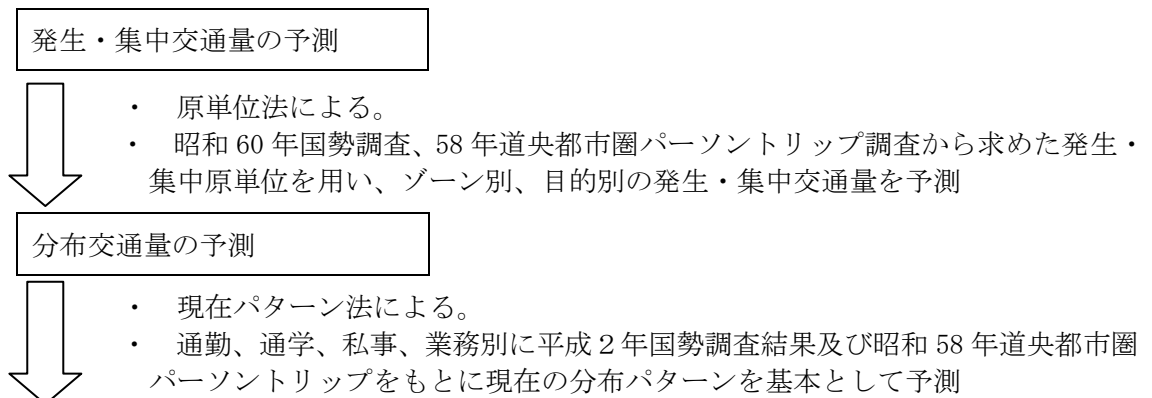 発生・集中交通量の予測
・ 原単位法による。
・ 昭和 60 年国勢調査、58 年道央都市圏パーソントリップ調査から求めた発生・
集中原単位を用い、ゾーン別、目的別の発生・集中交通量を予測
分布交通量の予測
・ 現在パターン法による。
・ 通勤、通学、私事、業務別に平成２年国勢調査結果及び昭和 58 年道央都市圏
パーソントリップをもとに現在の分布パターンを基本として予測